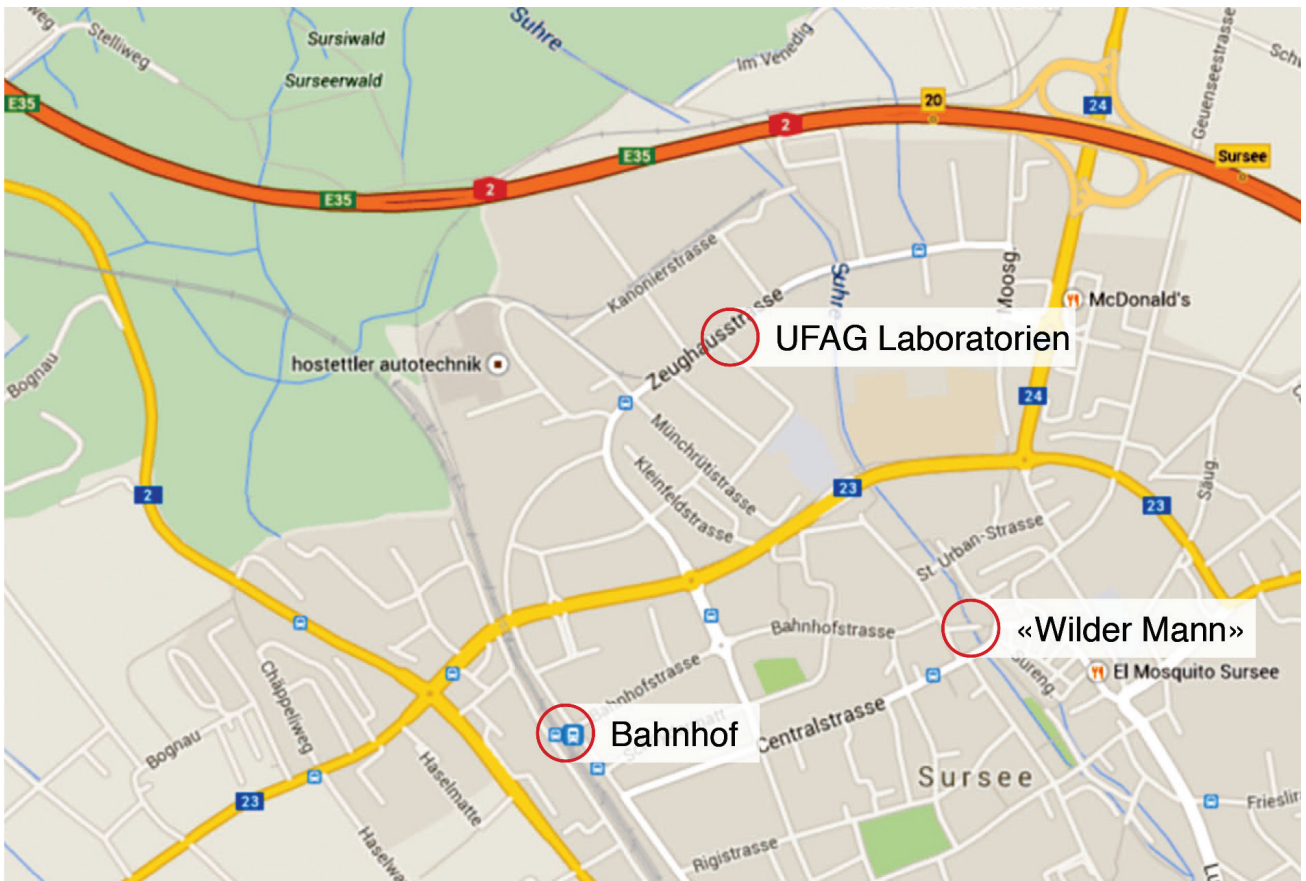 weg
Stelliweg
Sursiwald
Surseerwald
Suhre
Im Venedig
Geuenseestrasse
E35
20
24
2
E35
Sursee
2
E35
Kanonierstrasse
Suhre
Moosg.
McDonald's
Zeughausstrasse
UFAG Laboratorien
hostettler autotechnik
Bognau
24
Münchrütistrasse
Kleinfeldstrasse
Säug.
2
23
23
St. Urban-Strasse
Bahnhofstrasse
«Wilder Mann»
Sureng.
El Mosquito Sursee
Chäppeliweg
Bahnhofstrasse
Bahnhof
Centralstrasse
Bognau
Haselmatte
Sursee
23
Rigistrasse